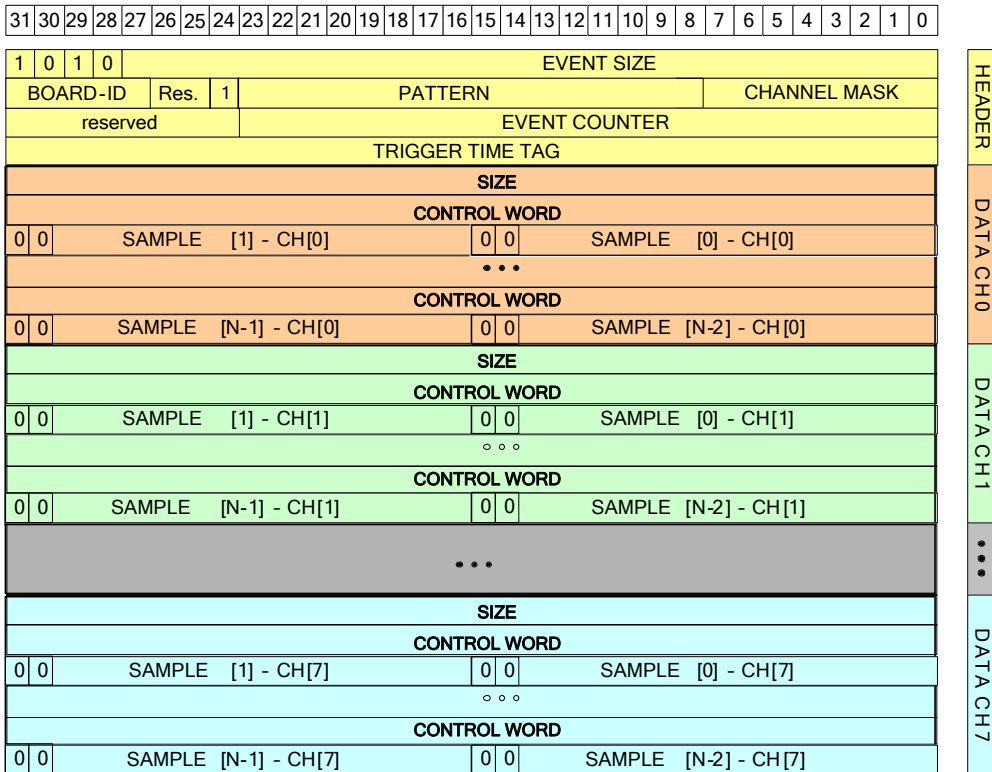 31 30 29 28 27 26 25 24 23 22 21 20 19 18 17 16 15 14 13 12 11 10 9 8 7 6 5 4 3 2 1 0
1 0 1 0 EVENT SIZE
BOARD-ID Res. 1 PATTERN CHANNEL MASK
reserved EVENT COUNTER
TRIGGER TIME TAG
HEADER
SIZE
CONTROL WORD
0 0 SAMPLE [1] - CH[0] 0 0 SAMPLE [0] - CH[0]
• • •
CONTROL WORD
0 0 SAMPLE [N-1] - CH[0] 0 0 SAMPLE [N-2] - CH[0]
DATA CH0
SIZE
CONTROL WORD
0 0 SAMPLE [1] - CH[1] 0 0 SAMPLE [0] - CH[1]
○ ○ ○
CONTROL WORD
0 0 SAMPLE [N-1] - CH[1] 0 0 SAMPLE [N-2] - CH[1]
DATA CH1
• • •
• • •
SIZE
CONTROL WORD
0 0 SAMPLE [1] - CH[7] 0 0 SAMPLE [0] - CH[7]
○ ○ ○
CONTROL WORD
0 0 SAMPLE [N-1] - CH[7] 0 0 SAMPLE [N-2] - CH[7]
DATA CH7